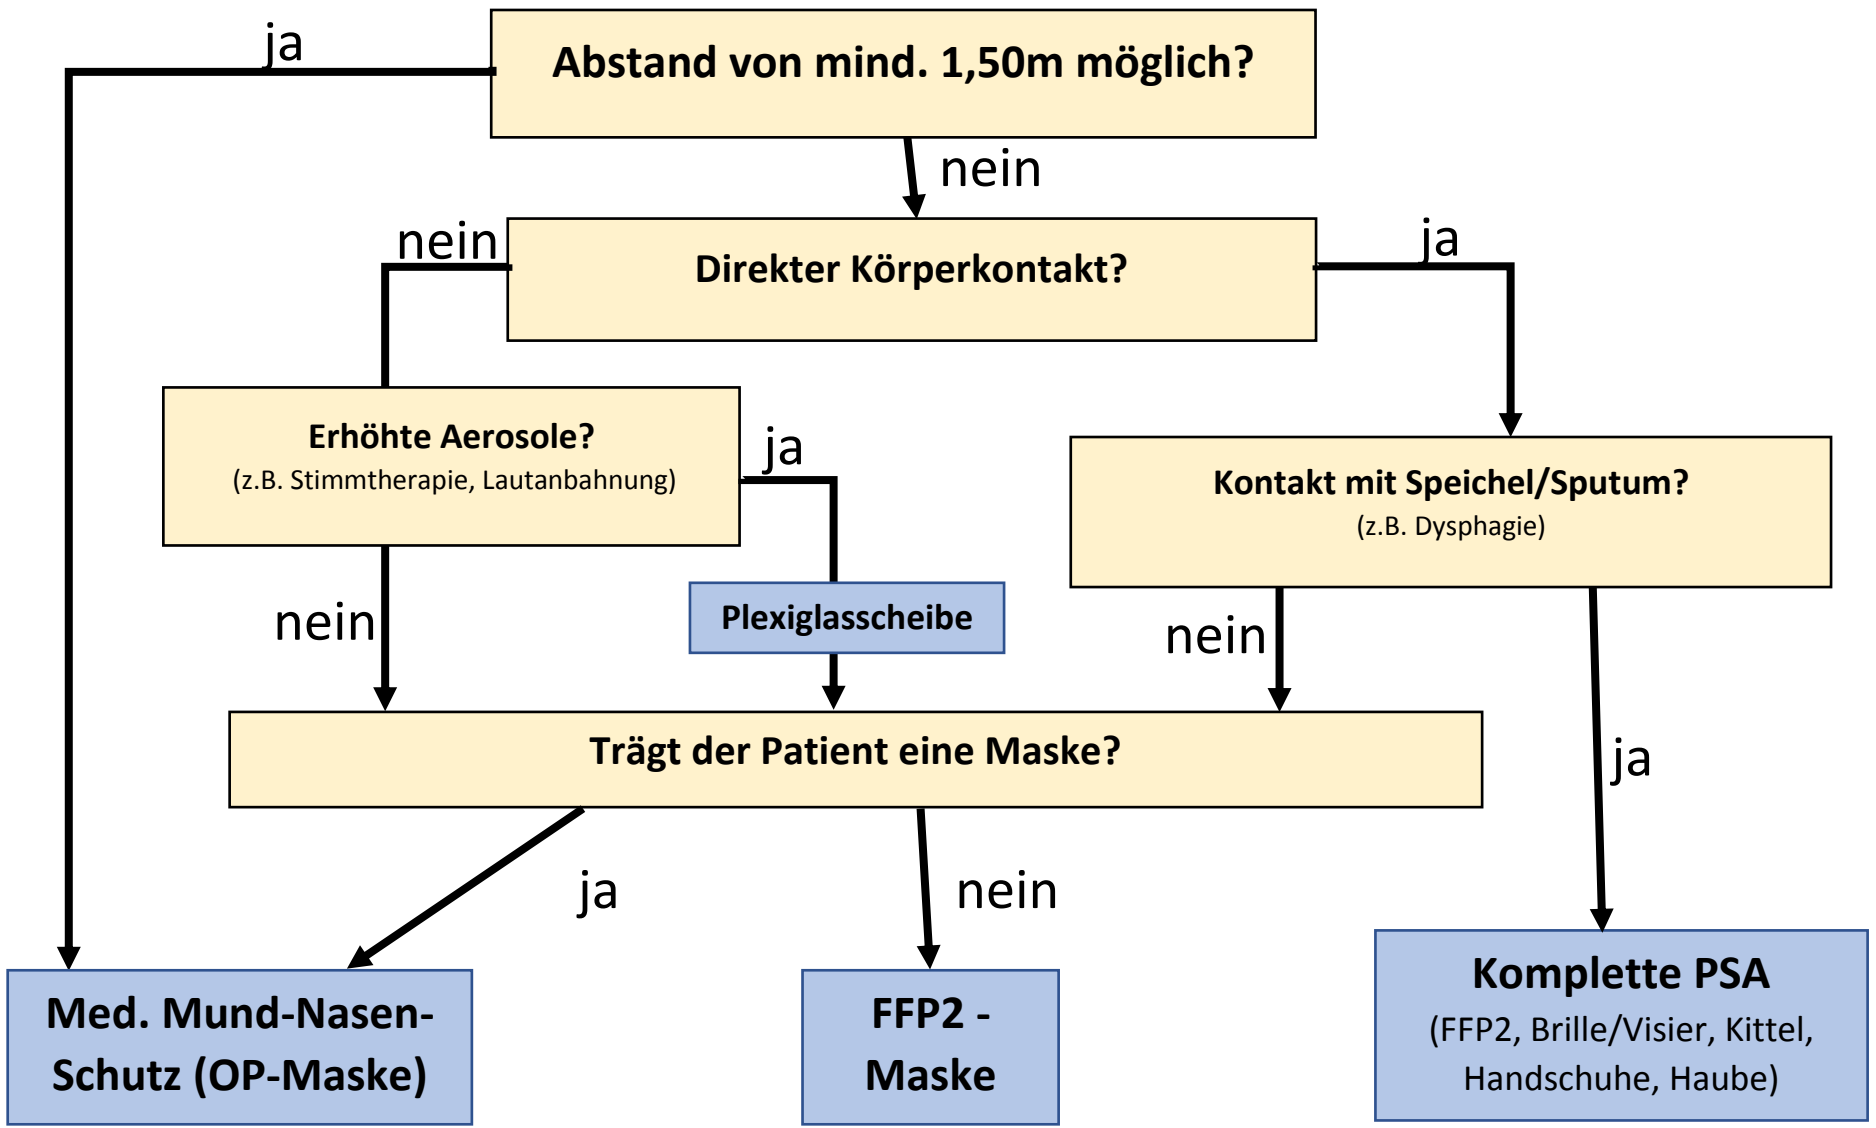 ja
Abstand von mind. 1,50m möglich?
nein
nein
Direkter Körperkontakt?
ja
Erhöhte Aerosole?
(z.B. Stimmtherapie, Lautanbahnung)
ja
Kontakt mit Speichel/Sputum?
(z.B. Dysphagie)
nein
Plexiglasscheibe
nein
Trägt der Patient eine Maske?
ja
ja
nein
Med. Mund-Nasen-
Schutz (OP-Maske)
FFP2 -
Maske
Komplette PSA
(FFP2, Brille/Visier, Kittel,
Handschuhe, Haube)